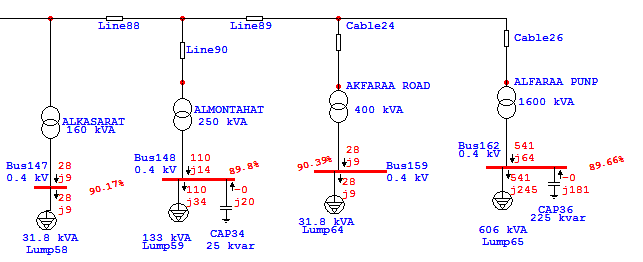 Line88
Line89
Cable24
Line90
Cable26
ALKASARAT
160 kVA
ALMONTAHAT
250 kVA
AKFARAA ROAD
400 kVA
ALFARAA PUNP
1600 kVA
Bus147
0.4 kV
28
j9
90.17%
28
j9
31.8 kVA
Lump58
Bus148
0.4 kV
110
j14
89.8%
110
j34
-0
j20
133 kVA
Lump59
CAP34
25 kvar
90.39%
28
j9
Bus159
0.4 kV
28
j9
31.8 kVA
Lump64
Bus162
0.4 kV
541
j64
89.66%
541
j245
-0
j181
606 kVA
Lump65
CAP36
225 kvar